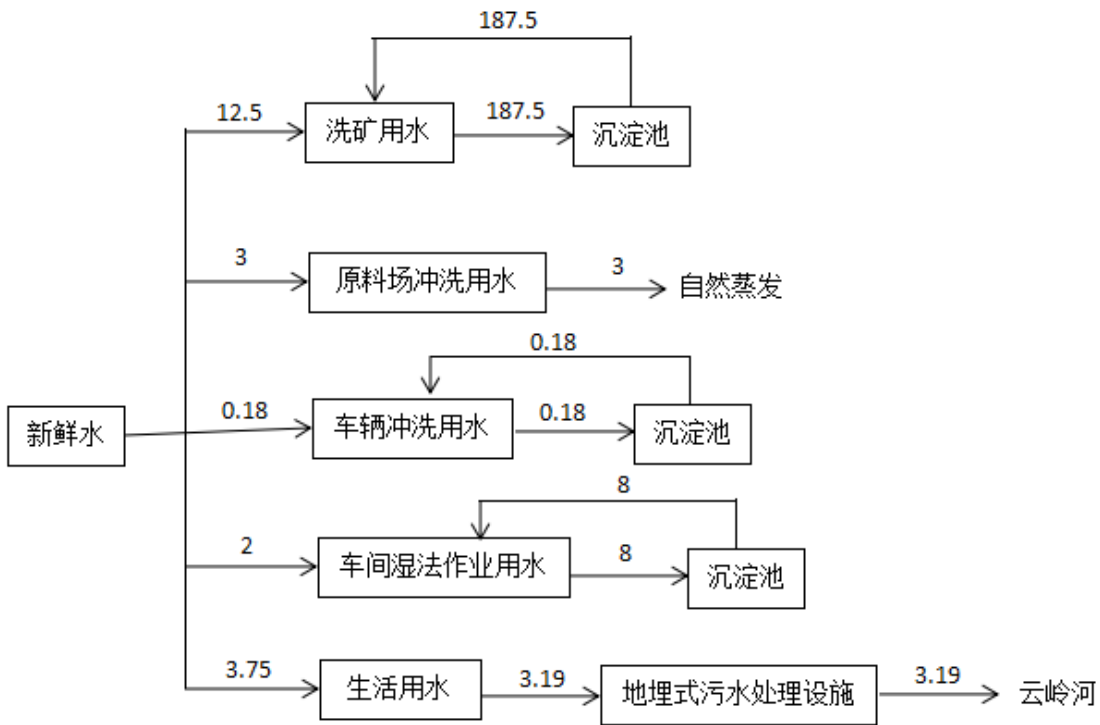 187.5
12.5
洗矿用水
187.5
沉淀池
3
原料场冲洗用水
3
自然蒸发
0.18
新鲜水
0.18
车辆冲洗用水
0.18
沉淀池
8
2
车间湿法作业用水
8
沉淀池
3.75
生活用水
3.19
地埋式污水处理设施
3.19
云岭河